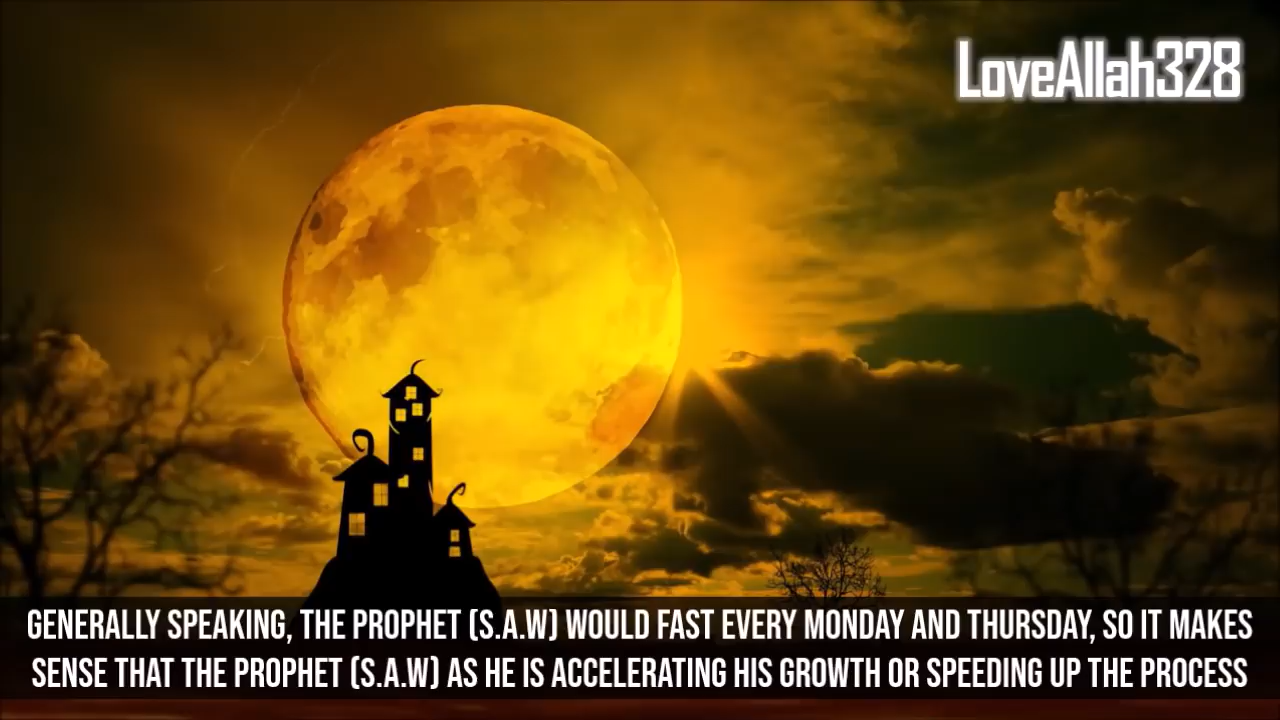 LoveAllah328
GENERALLY SPEAKING, THE PROPHET (S.A.W) WOULD FAST EVERY MONDAY AND THURSDAY, SO IT MAKES
SENSE THAT THE PROPHET (S.A.W) AS HE IS ACCELERATING HIS GROWTH OR SPEEDING UP THE PROCESS